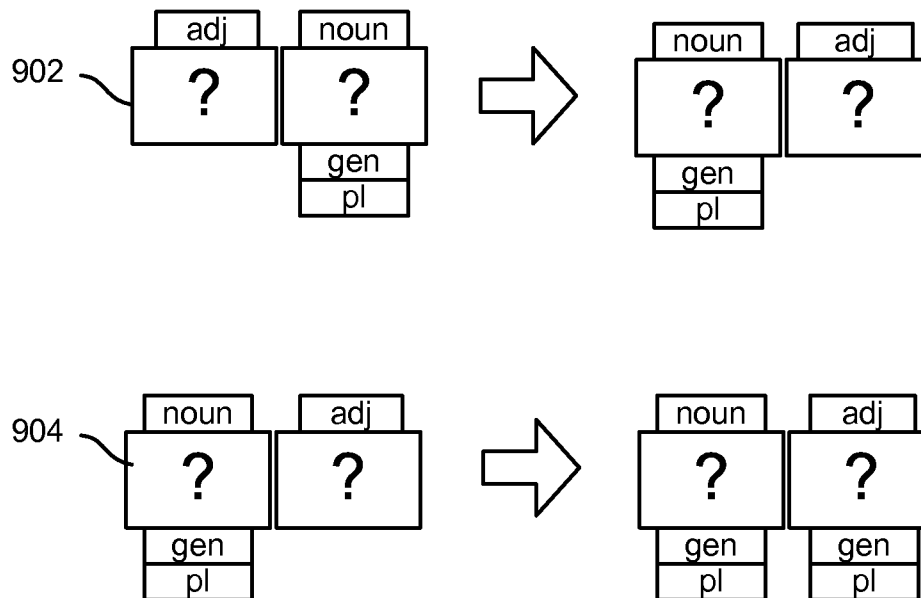 adj noun noun adj
902 ? ? ? ?
gen gen
pl pl
noun adj noun adj
904 ? ? ? ?
gen gen gen
pl pl pl